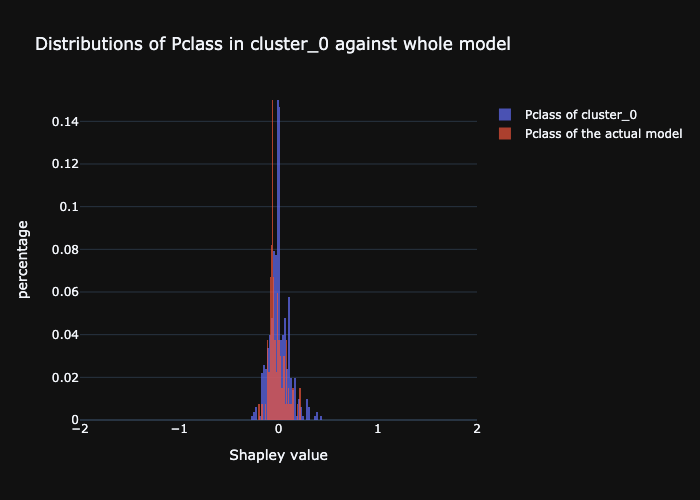 Distributions of Pclass in cluster_0 against whole model
Pclass of cluster_0
Pclass of the actual model
percentage
0.14
0.12
0.1
0.08
0.06
0.04
0.02
0
−2
−1
0
1
2
Shapley value